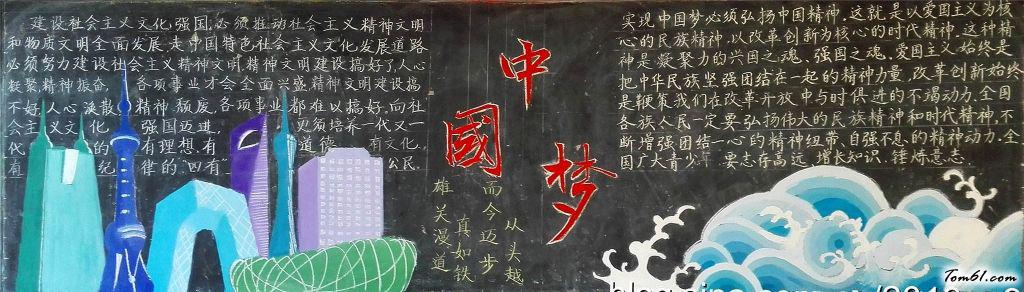 建设社会主义文化强国,必须推动社会主义精神文明
和物质文明全面发展,走中国特色社会主义文化发展道路
必须努力建设社会主义精神文明,精神文明建设搞好了,人心
凝聚,精神振奋,各项事业才会全面兴盛精神文明建设搞
不好,人心涣散,精神颓废,各项事业都难以搞好.向社
会主义文化 强国迈进, 必须培养一代又一
代 的 有理想,有道德 有文化,
有 纪 律的"四有" 公民.
中
國
梦
从头越
而今迈步
真如铁
雄关漫道
实现中国梦必须弘扬中国精神.这就是以爱国主义为核
心的民族精神,以改革创新为核心的时代精神.这种精
神是凝聚力的兴国之魂、强国之魂.爱国主义始终是
把中华民族坚强团结在一起的精神力量,改革创新始终
是鞭策我们在改革开放中与时俱进的不竭动力.全国
各族人民一定要弘扬伟大的民族精神和时代精神,不
断增强团结一心的精神纽带、自强不息的精神动力,全
国广大青少年 要志存高远,增长知识,锤炼意志
Tom61.com